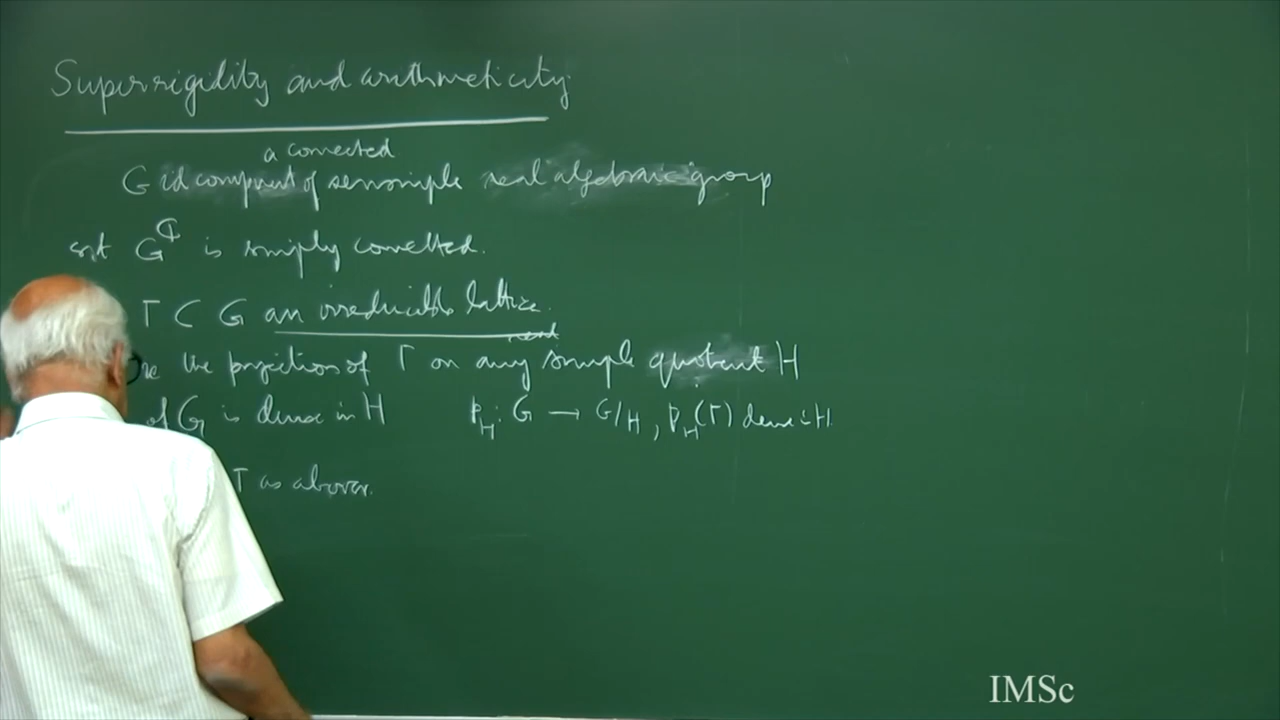 Superrigidity and arithmeticity
a connected
G id component of semisimple real algebraic group
s.t G^ℂ is simply connected.
Γ ⊂ G an irreducible lattice.
the projection of Γ on any simple quotient H
of G is dense in H p_H : G → G/H , p_H(Γ) dense in H
Γ as above.
IMSc